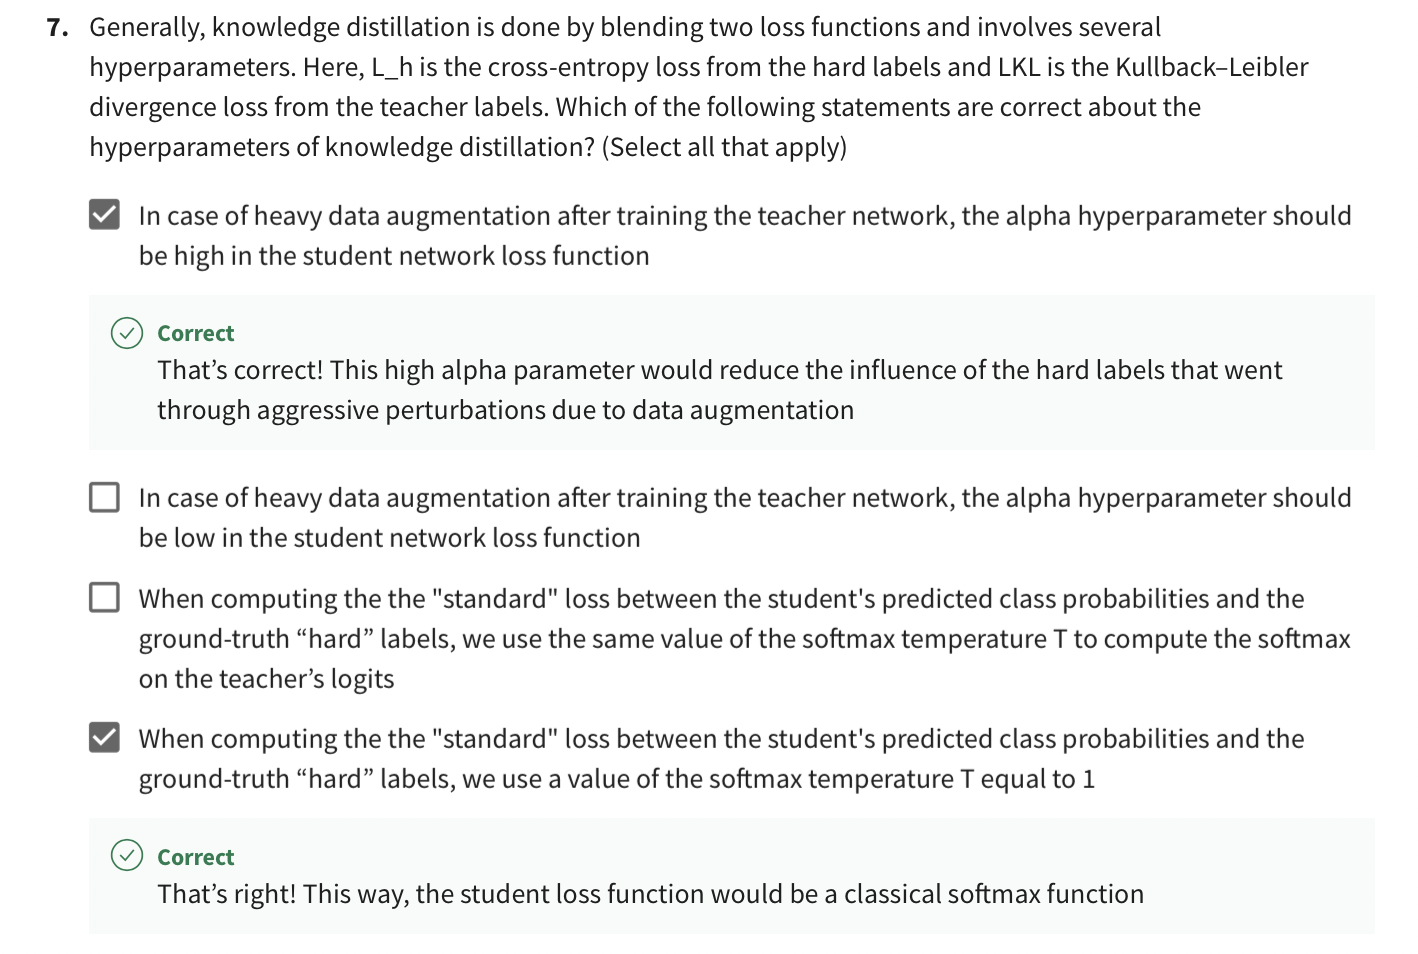 7. Generally, knowledge distillation is done by blending two loss functions and involves several
hyperparameters. Here, L_h is the cross-entropy loss from the hard labels and LKL is the Kullback–Leibler
divergence loss from the teacher labels. Which of the following statements are correct about the
hyperparameters of knowledge distillation? (Select all that apply)
In case of heavy data augmentation after training the teacher network, the alpha hyperparameter should
be high in the student network loss function
Correct
That’s correct! This high alpha parameter would reduce the influence of the hard labels that went
through aggressive perturbations due to data augmentation
In case of heavy data augmentation after training the teacher network, the alpha hyperparameter should
be low in the student network loss function
When computing the the "standard" loss between the student's predicted class probabilities and the
ground-truth “hard” labels, we use the same value of the softmax temperature T to compute the softmax
on the teacher’s logits
When computing the the "standard" loss between the student's predicted class probabilities and the
ground-truth “hard” labels, we use a value of the softmax temperature T equal to 1
Correct
That’s right! This way, the student loss function would be a classical softmax function